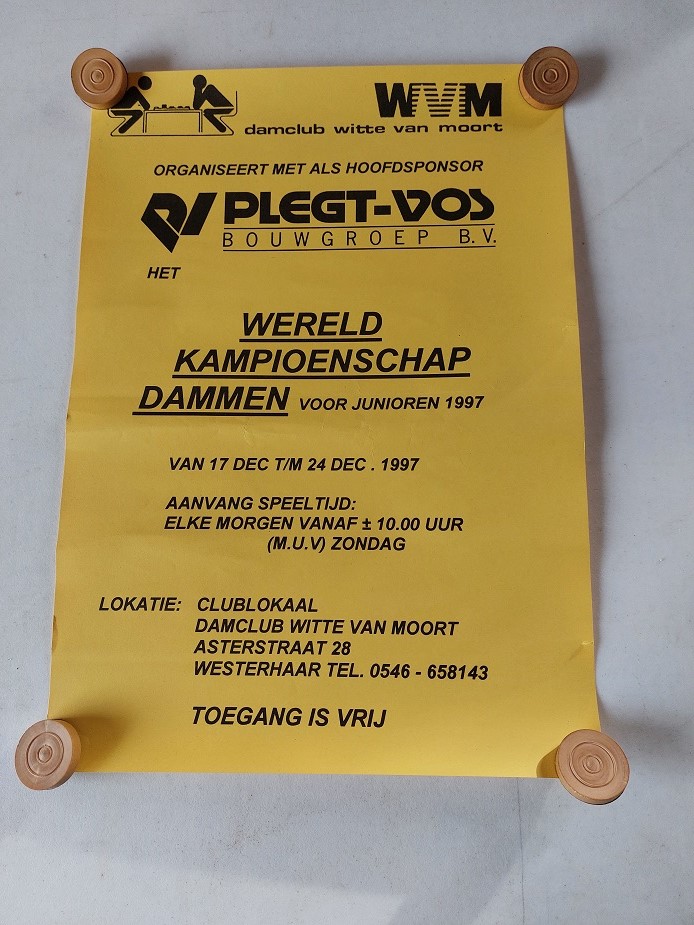 WVM
damclub witte van moort
ORGANISEERT MET ALS HOOFDSPONSOR
PLEGT-VOS
BOUWGROEP B.V.
HET
WERELD
KAMPIOENSCHAP
DAMMEN VOOR JUNIOREN 1997
VAN 17 DEC T/M 24 DEC . 1997
AANVANG SPEELTIJD:
ELKE MORGEN VANAF ± 10.00 UUR
(M.U.V) ZONDAG
LOKATIE: CLUBLOKAAL
DAMCLUB WITTE VAN MOORT
ASTERSTRAAT 28
WESTERHAAR TEL. 0546 - 658143
TOEGANG IS VRIJ